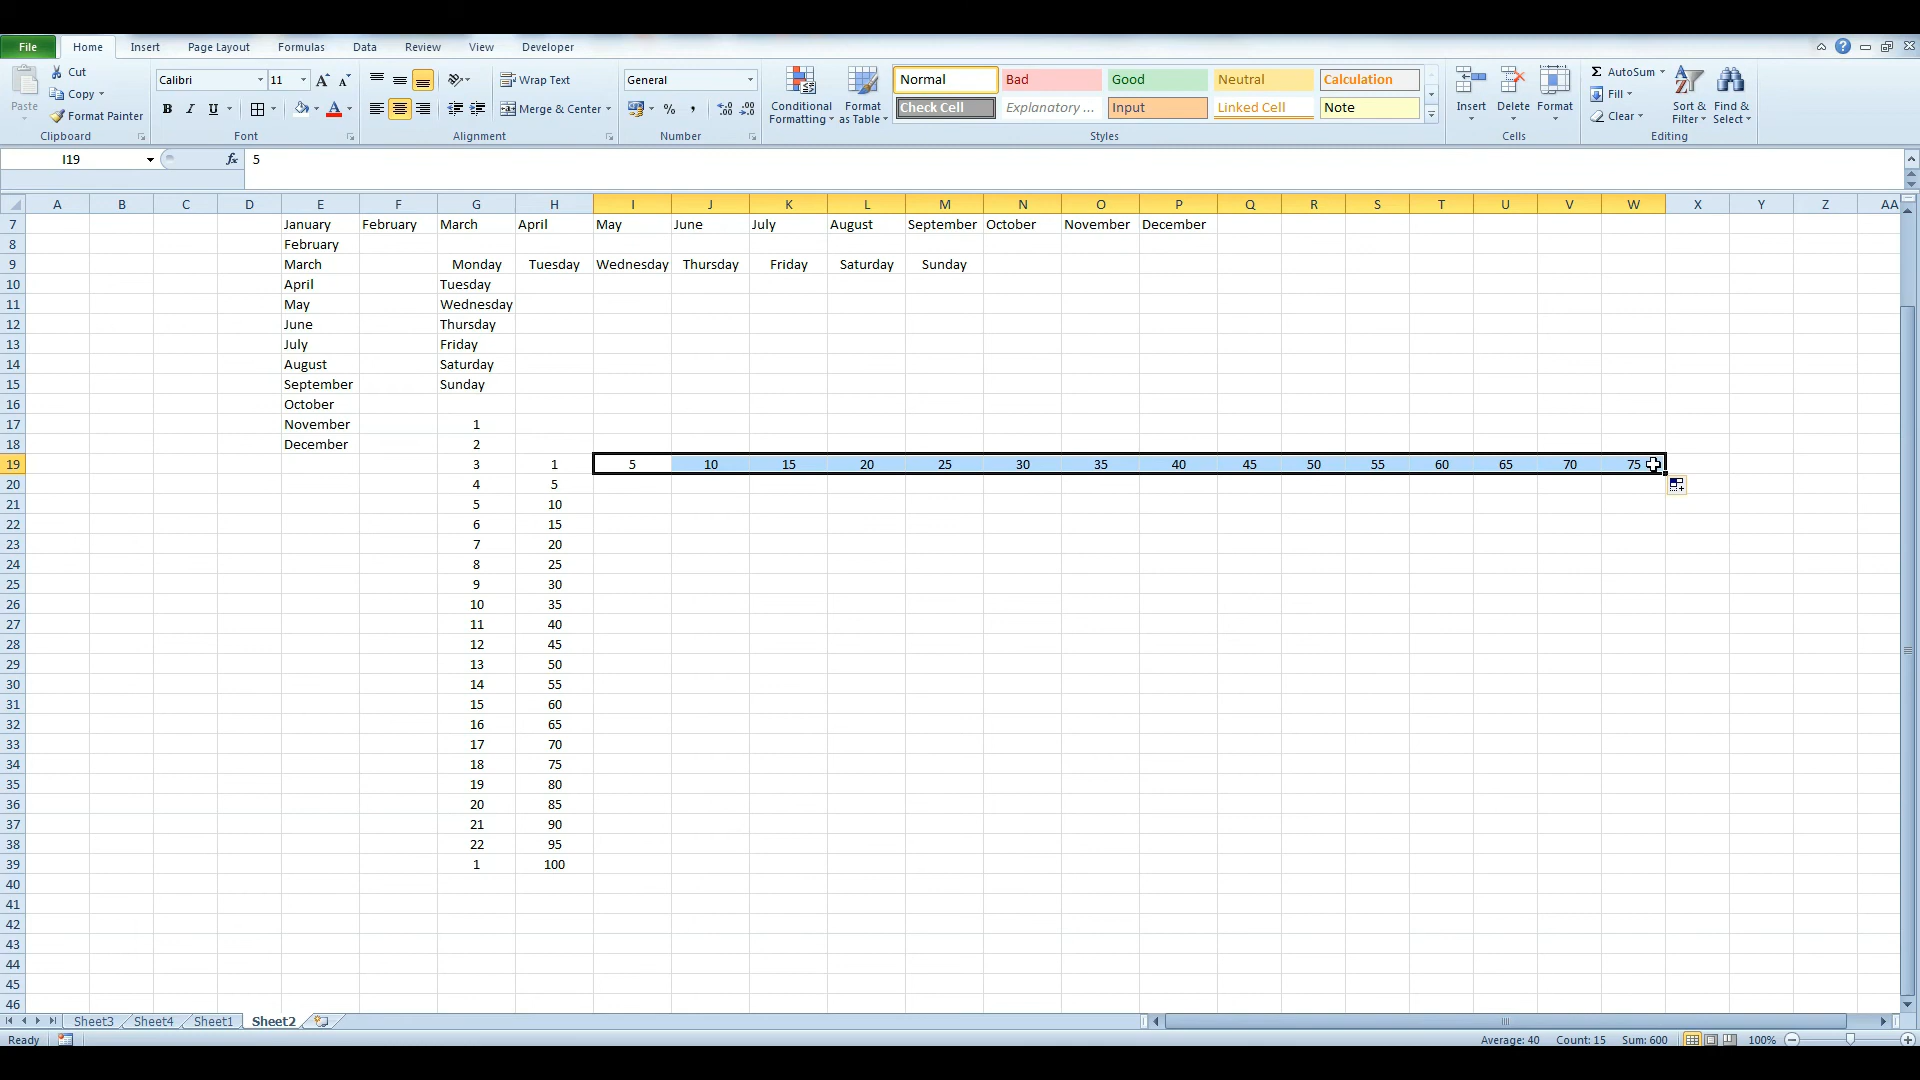 File Home Insert Page Layout Formulas Data Review View Developer
Cut Calibri 11 Wrap Text General Normal Bad Good Neutral Calculation AutoSum
Paste Copy Conditional Formatting Format as Table Insert Delete Format Fill Sort & Filter Find & Select
Format Painter B I U Merge & Center % , Check Cell Explanatory ... Input Linked Cell Note Clear
Clipboard Font Alignment Number Styles Cells Editing
I19 fx 5
A B C D E F G H I J K L M N O P Q R S T U V W X Y Z AA
7 January February March April May June July August September October November December
8 February
9 March Monday Tuesday Wednesday Thursday Friday Saturday Sunday
10 April Tuesday
11 May Wednesday
12 June Thursday
13 July Friday
14 August Saturday
15 September Sunday
16 October
17 November 1
18 December 2
19 3 1 5 10 15 20 25 30 35 40 45 50 55 60 65 70 75
20 4 5
21 5 10
22 6 15
23 7 20
24 8 25
25 9 30
26 10 35
27 11 40
28 12 45
29 13 50
30 14 55
31 15 60
32 16 65
33 17 70
34 18 75
35 19 80
36 20 85
37 21 90
38 22 95
39 1 100
40
41
42
43
44
45
46
Sheet3 Sheet4 Sheet1 Sheet2
Ready Average: 40 Count: 15 Sum: 600 100%